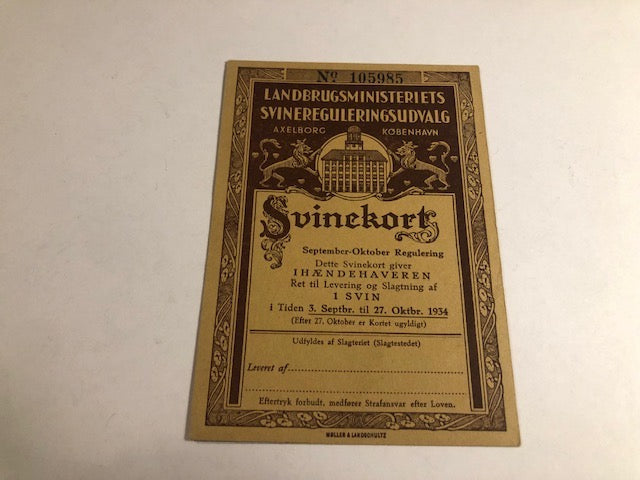 Nº 105985
LANDBRUGSMINISTERIETS
SVINEREGULERINGSUDVALG
AXELBORG KØBENHAVN
Svinekort
September-Oktober Regulering
Dette Svinekort giver
IHÆNDEHAVEREN
Ret til Levering og Slagtning af
1 SVIN
i Tiden 3. Septbr. til 27. Oktbr. 1934
(Efter 27. Oktober er Kortet ugyldigt)
Udfyldes af Slagteriet (Slagtestedet)
Leveret af
Eftertryk forbudt, medfører Strafansvar efter Loven.
MØLLER & LANDSCHULTZ